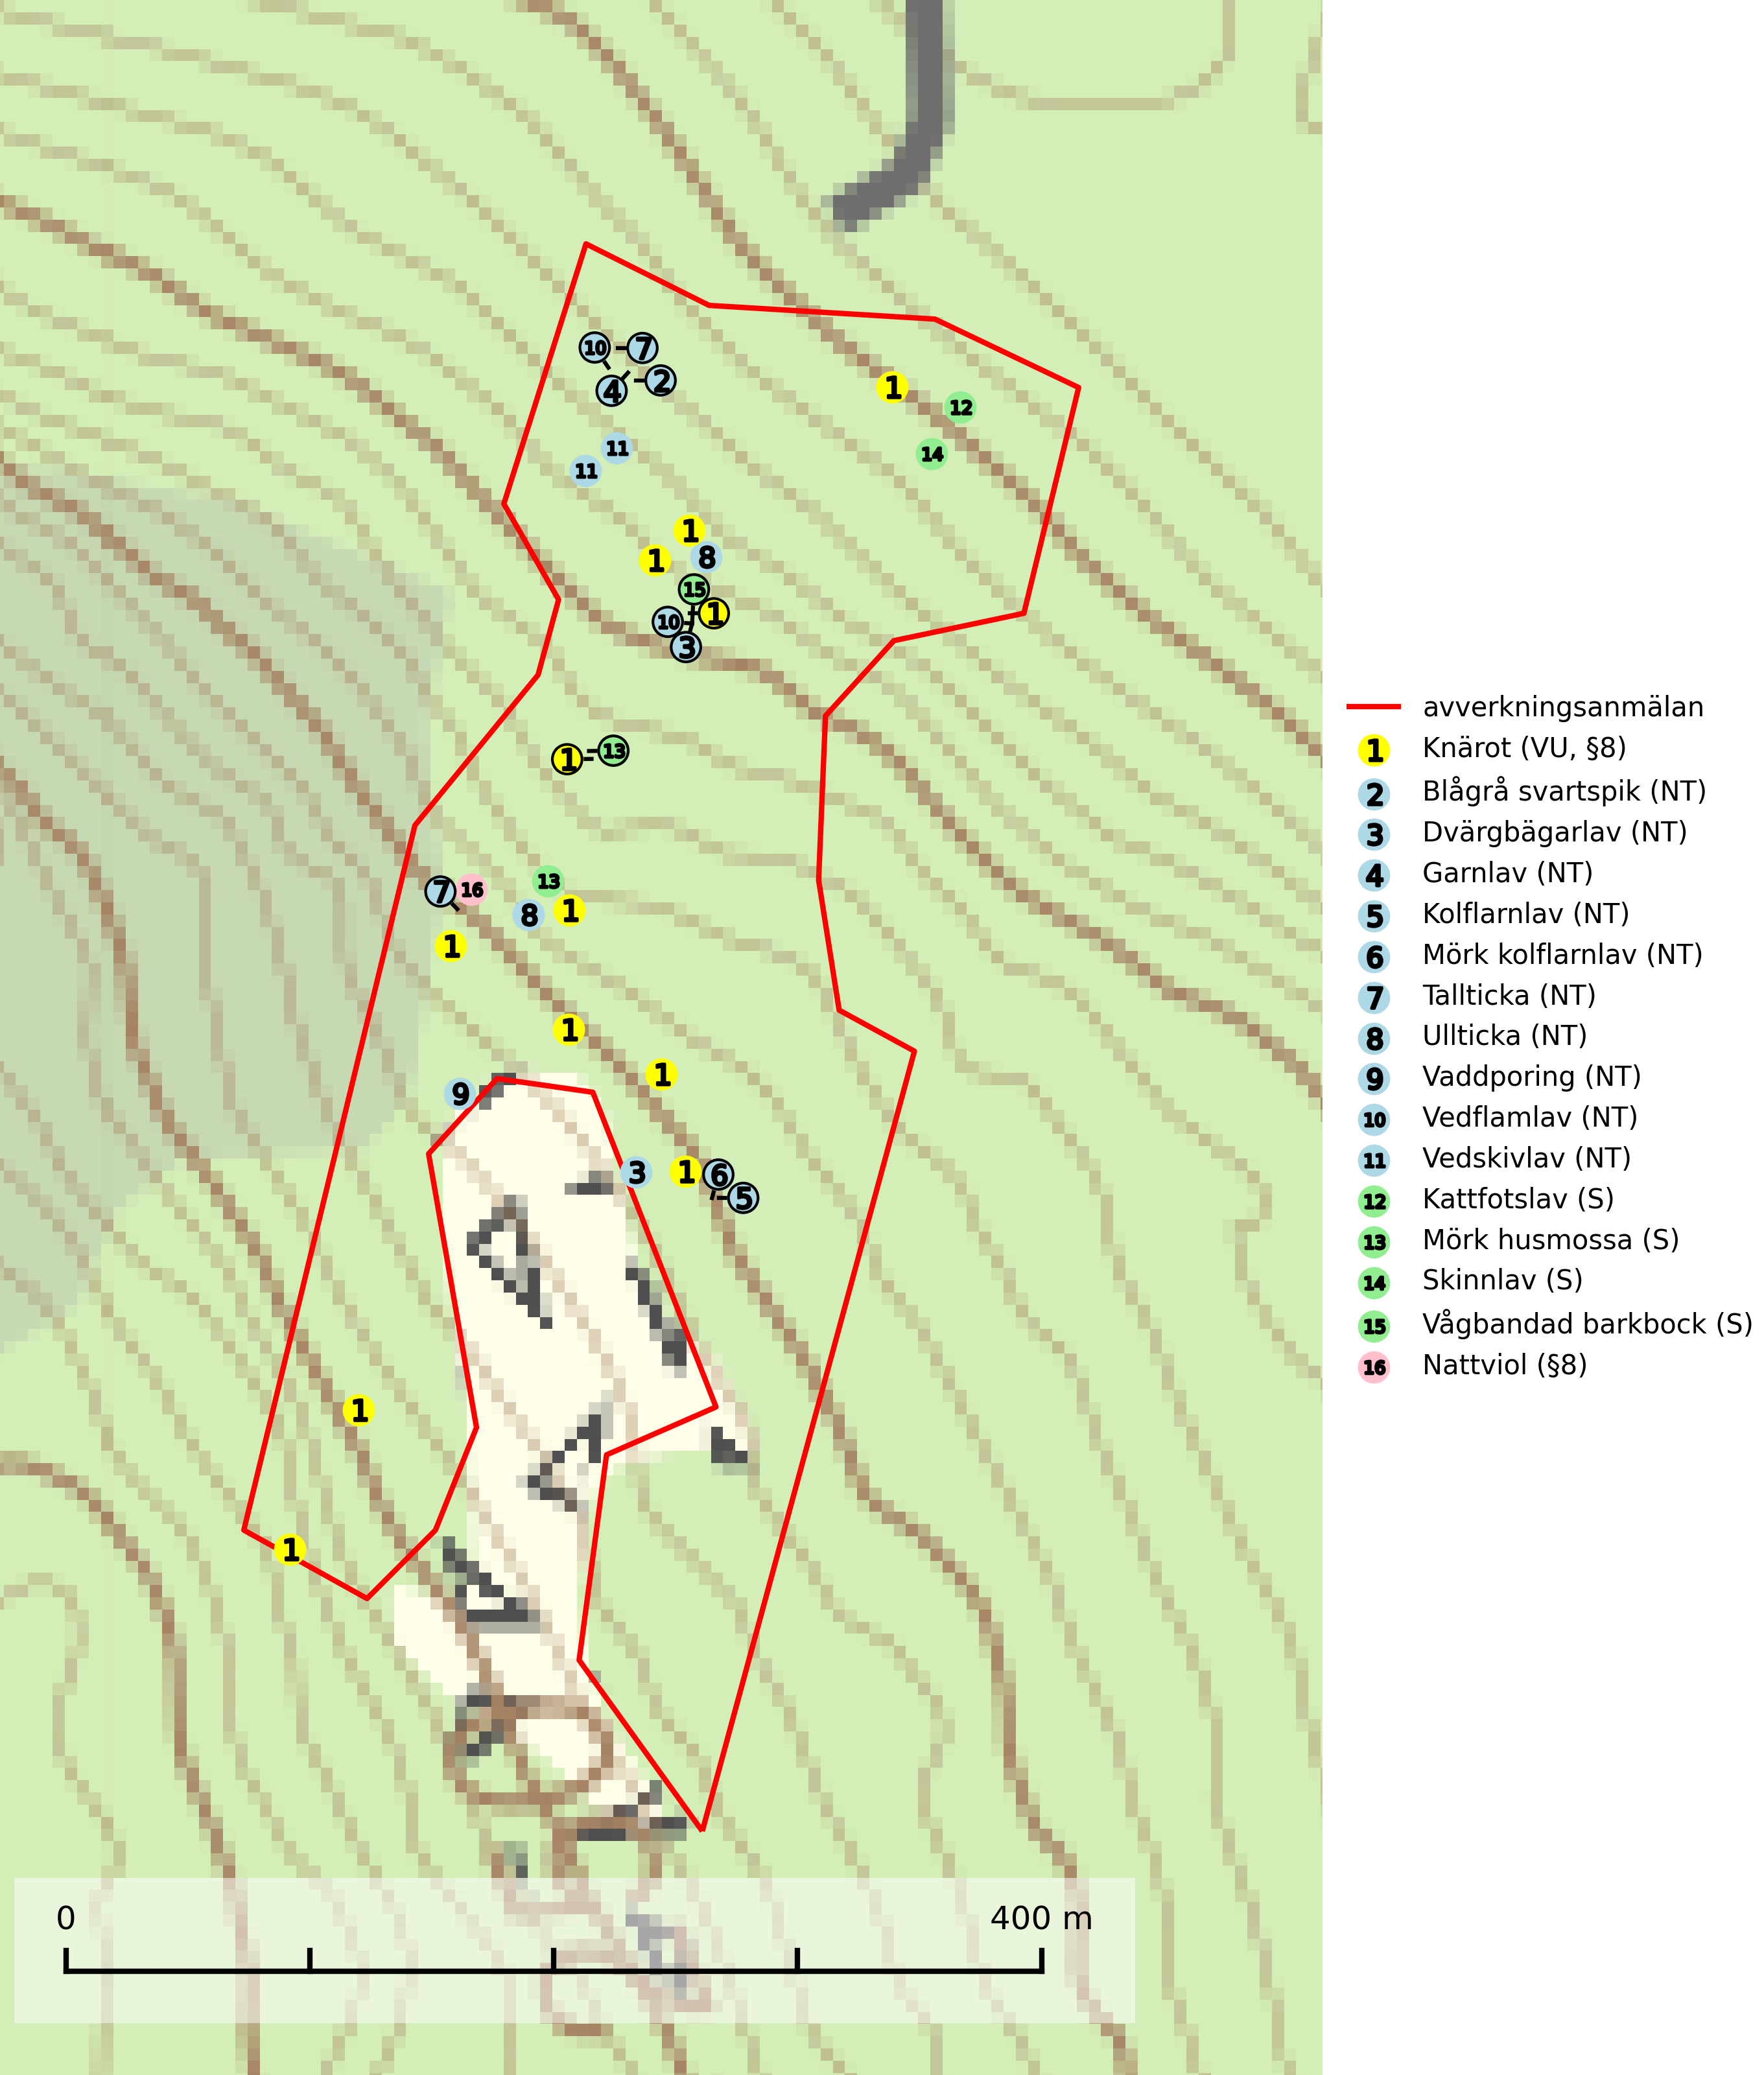 10 7
4 2
1
12
11
14
11
1
1 8
15
10 1
3
1 13
7 16 13
8 1
1
1
1
9
3 1 6
5
1
1
avverkningsanmälan
1 Knärot (VU, §8)
2 Blågrå svartspik (NT)
3 Dvärgbägarlav (NT)
4 Garnlav (NT)
5 Kolflarnlav (NT)
6 Mörk kolflarnlav (NT)
7 Tallticka (NT)
8 Ullticka (NT)
9 Vaddporing (NT)
10 Vedflamlav (NT)
11 Vedskivlav (NT)
12 Kattfotslav (S)
13 Mörk husmossa (S)
14 Skinnlav (S)
15 Vågbandad barkbock (S)
16 Nattviol (§8)
0 400 m